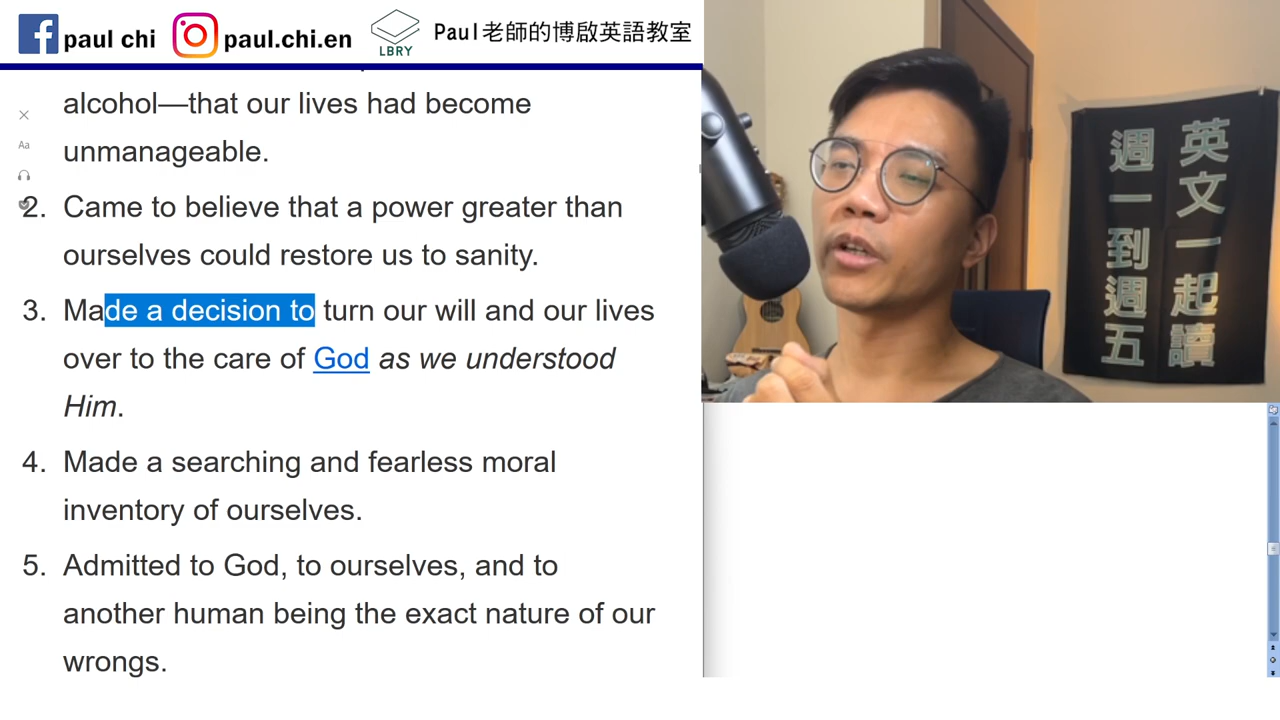 paul chi
paul.chi.en
LBRY
Paul老師的博啟英語教室
alcohol—that our lives had become
unmanageable.
Aa
2. Came to believe that a power greater than
ourselves could restore us to sanity.
3. Made a decision to turn our will and our lives
over to the care of God as we understood
Him.
4. Made a searching and fearless moral
inventory of ourselves.
5. Admitted to God, to ourselves, and to
another human being the exact nature of our
wrongs.
英文一起讀
週一到週五